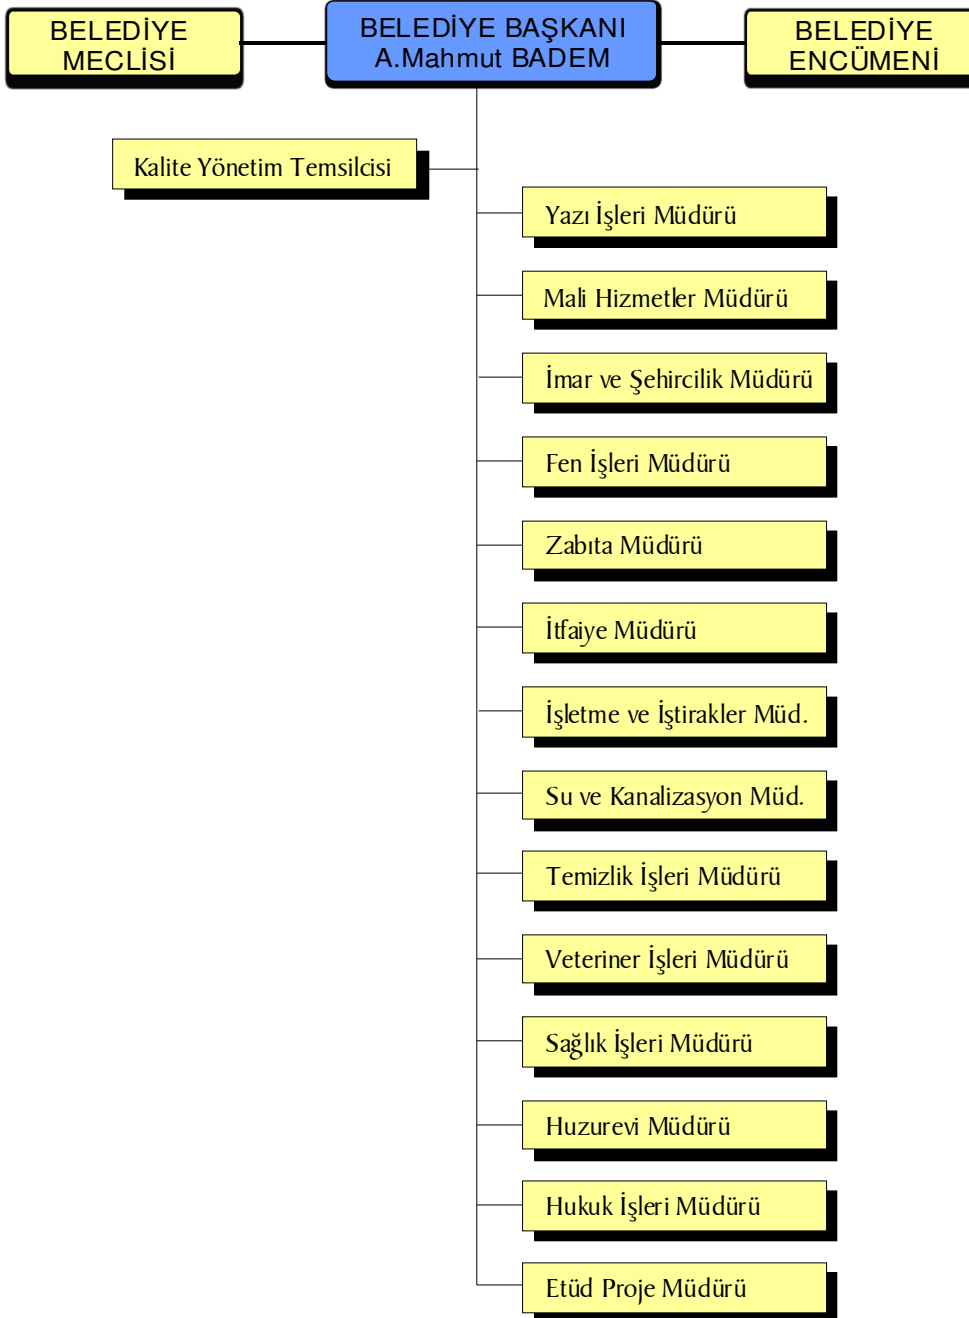 BELEDİYE
MECLİSİ
BELEDİYE BAŞKANI
A.Mahmut BADEM
BELEDİYE
ENCÜMENİ
Kalite Yönetim Temsilcisi
Yazı İşleri Müdürü
Mali Hizmetler Müdürü
İmar ve Şehircilik Müdürü
Fen İşleri Müdürü
Zabıta Müdürü
İtfaiye Müdürü
İşletme ve İştirakler Müd.
Su ve Kanalizasyon Müd.
Temizlik İşleri Müdürü
Veteriner İşleri Müdürü
Sağlık İşleri Müdürü
Huzurevi Müdürü
Hukuk İşleri Müdürü
Etüd Proje Müdürü